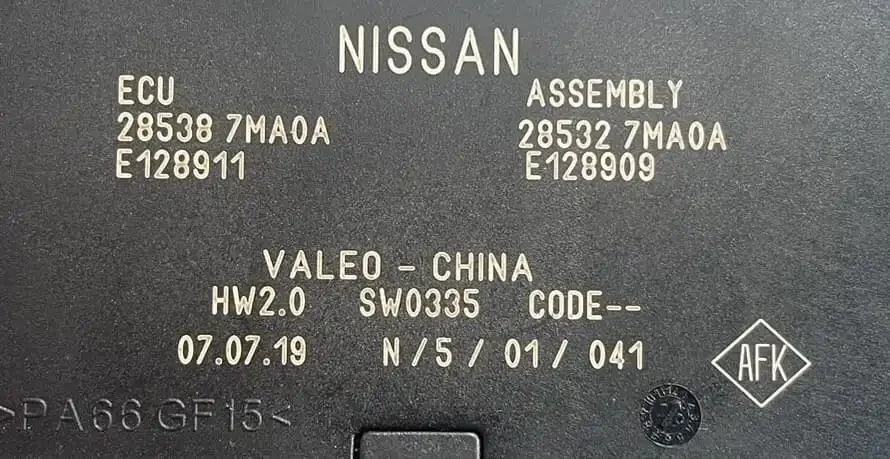 NISSAN
ECU
28538 7MA0A
E128911
ASSEMBLY
28532 7MA0A
E128909
VALEO - CHINA
HW2.0 SW0335 CODE--
07.07.19 N/5/01/041
AFK
>PA66 GF15<